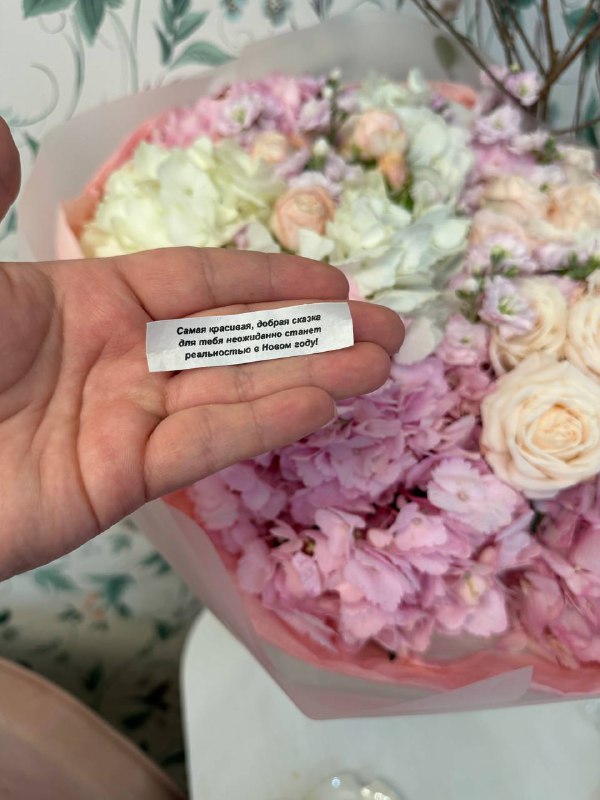 Самая красивая, добрая сказка
для тебя неожиданно станет
реальностью в Новом году!